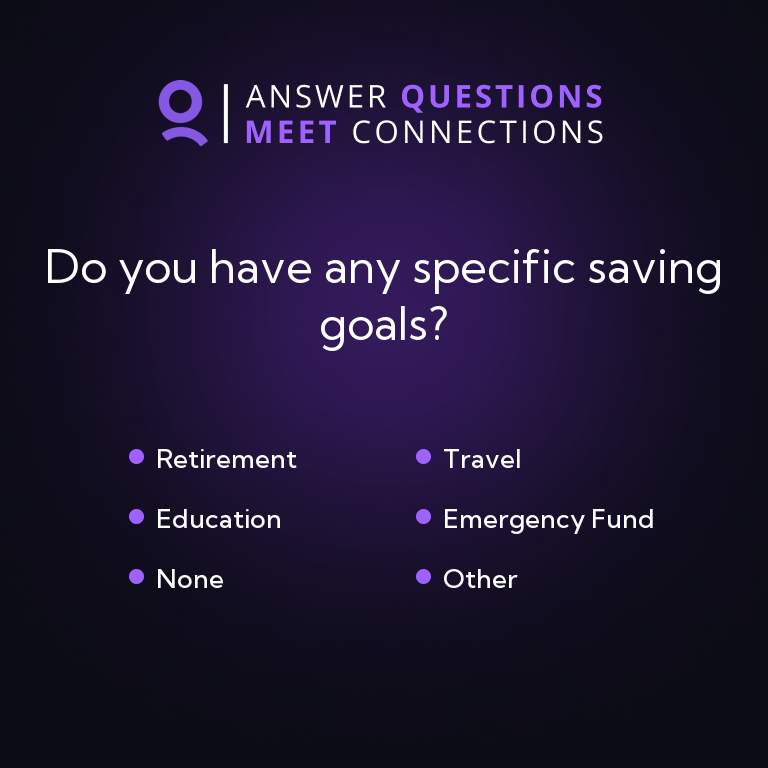 ANSWER QUESTIONS
MEET CONNECTIONS
Do you have any specific saving
goals?
Retirement
Travel
Education
Emergency Fund
None
Other